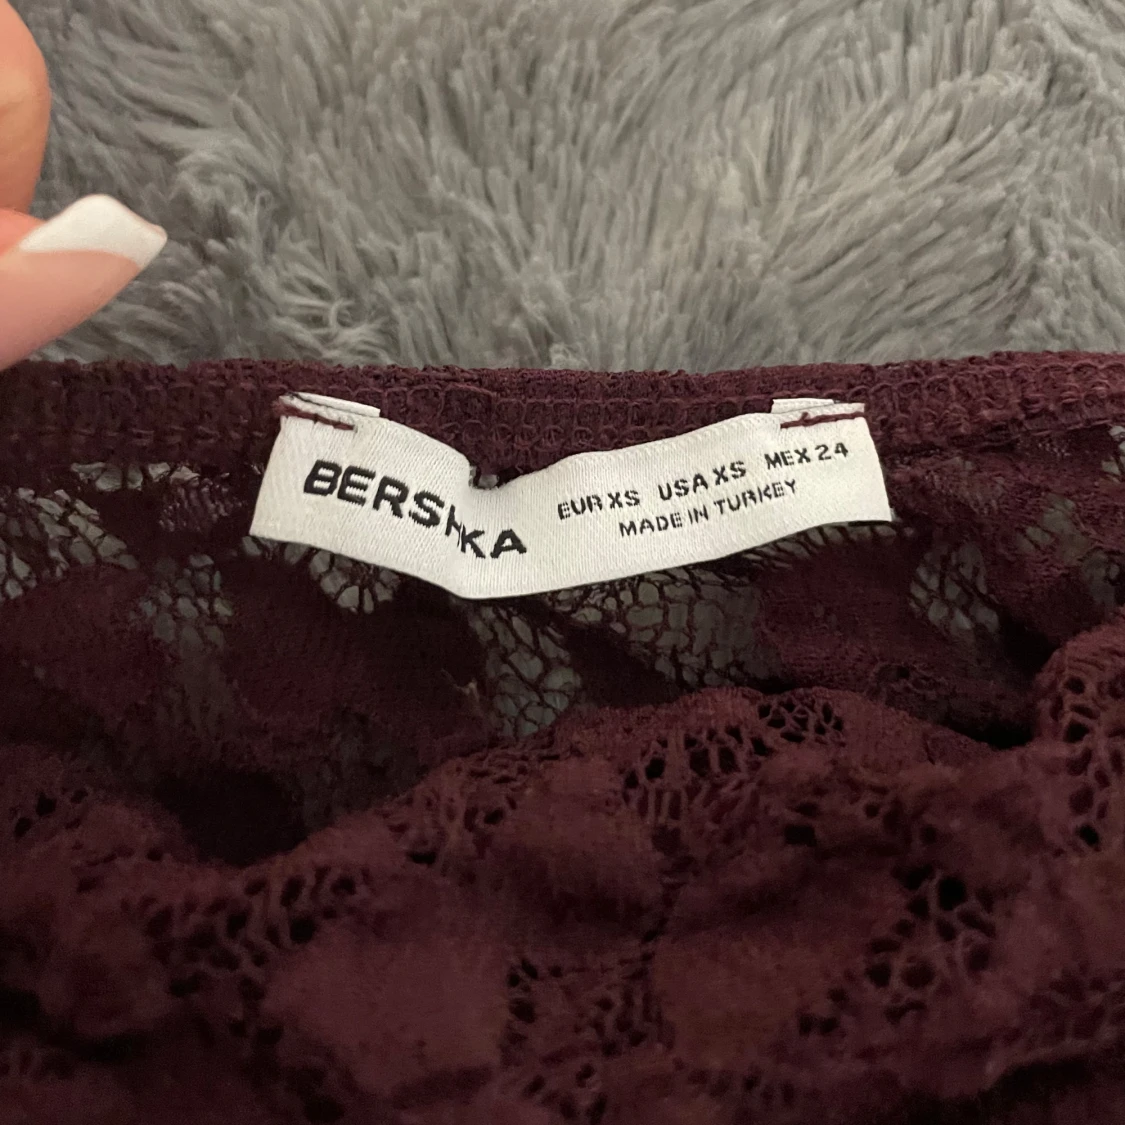 BERSHKA
EUR XS USA XS MEX 24
MADE IN TURKEY